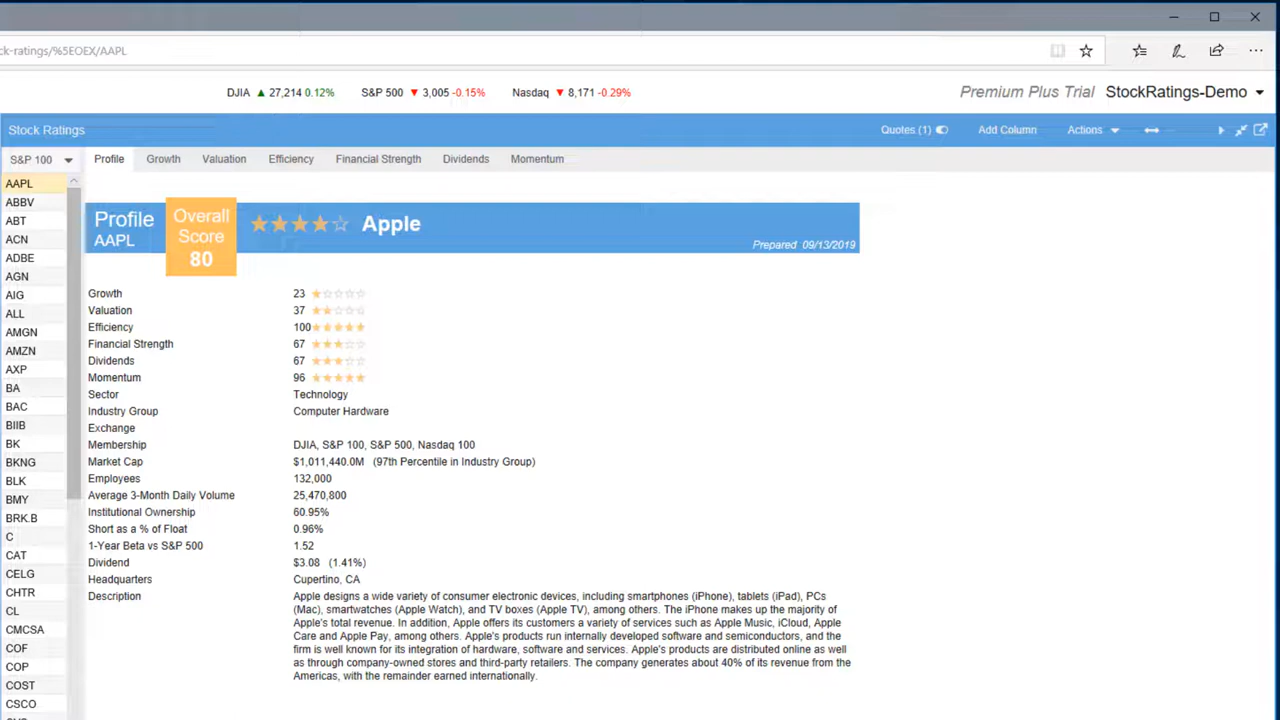 ck-ratings/%5EOEX/AAPL
DJIA ▲ 27,214 0.12% S&P 500 ▼ 3,005 -0.15% Nasdaq ▼ 8,171 -0.29% Premium Plus Trial StockRatings-Demo
Stock Ratings Quotes (1) Add Column Actions
S&P 100 Profile Growth Valuation Efficiency Financial Strength Dividends Momentum
AAPL
ABBV
ABT
ACN
ADBE
AGN
AIG
ALL
AMGN
AMZN
AXP
BA
BAC
BIIB
BK
BKNG
BLK
BMY
BRK.B
C
CAT
CELG
CHTR
CL
CMCSA
COF
COP
COST
CSCO
Profile
AAPL
Overall
Score
80
Apple
Prepared 09/13/2019
Growth 23
Valuation 37
Efficiency 100
Financial Strength 67
Dividends 67
Momentum 96
Sector Technology
Industry Group Computer Hardware
Exchange
Membership DJIA, S&P 100, S&P 500, Nasdaq 100
Market Cap $1,011,440.0M (97th Percentile in Industry Group)
Employees 132,000
Average 3-Month Daily Volume 25,470,800
Institutional Ownership 60.95%
Short as a % of Float 0.96%
1-Year Beta vs S&P 500 1.52
Dividend $3.08 (1.41%)
Headquarters Cupertino, CA
Description Apple designs a wide variety of consumer electronic devices, including smartphones (iPhone), tablets (iPad), PCs
(Mac), smartwatches (Apple Watch), and TV boxes (Apple TV), among others. The iPhone makes up the majority of
Apple's total revenue. In addition, Apple offers its customers a variety of services such as Apple Music, iCloud, Apple
Care and Apple Pay, among others. Apple's products run internally developed software and semiconductors, and the
firm is well known for its integration of hardware, software and services. Apple's products are distributed online as well
as through company-owned stores and third-party retailers. The company generates about 40% of its revenue from the
Americas, with the remainder earned internationally.